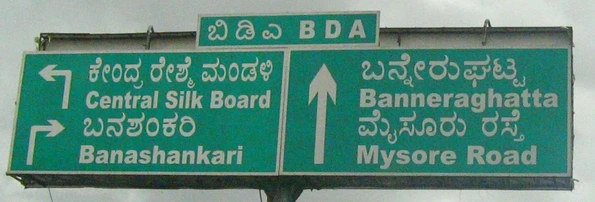 ಬಿಡಿಎ BDA
ಕೇಂದ್ರ ರೇಶ್ಮೆ ಮಂಡಳಿ
Central Silk Board
ಬನಶಂಕರಿ
Banashankari
ಬನ್ನೇರುಘಟ್ಟ
Banneraghatta
ಮೈಸೂರು ರಸ್ತೆ
Mysore Road